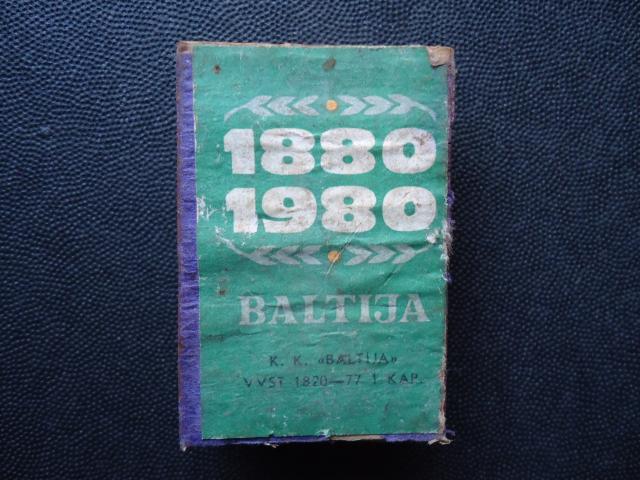 1880
1980
BALTIJA
K. K. «BALTIJA»
VVST 1820—77 1 KAP.